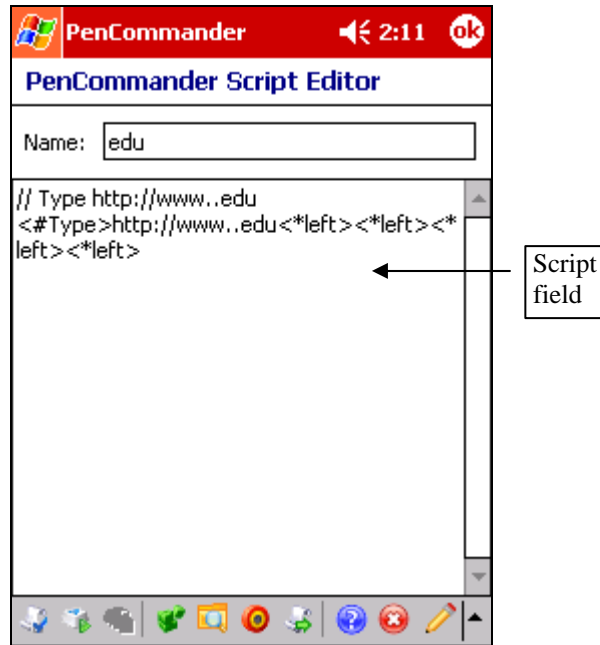 PenCommander 2:11 ok
PenCommander Script Editor
Name: edu
// Type http://www..edu
<#Type>http://www..edu<*left><*left><*
left><*left>
Script
field